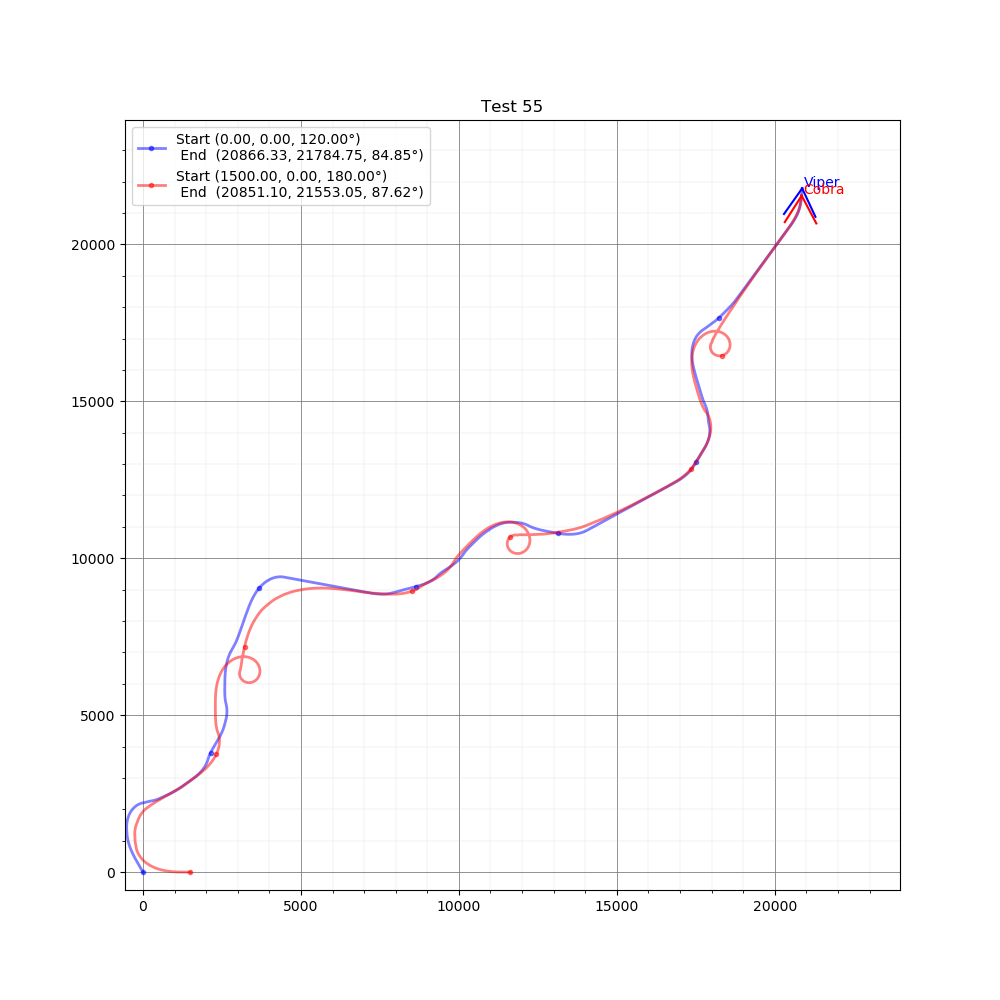 Test 55
Start (0.00, 0.00, 120.00°)
End  (20866.33, 21784.75, 84.85°)
Start (1500.00, 0.00, 180.00°)
End  (20851.10, 21553.05, 87.62°)
Viper
Cobra
20000
15000
10000
5000
0
0
5000
10000
15000
20000